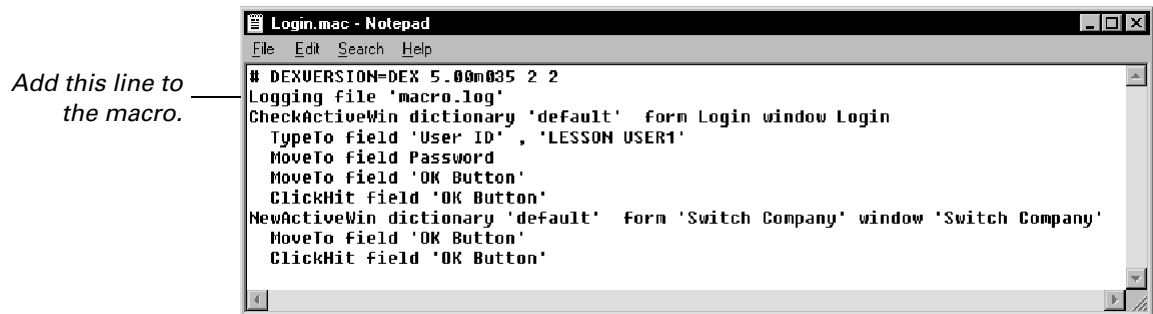 Login.mac - Notepad
File Edit Search Help
Add this line to
the macro.
# DEXVERSION=DEX 5.00m035 2 2
Logging file 'macro.log'
CheckActiveWin dictionary 'default'  form Login window Login
  TypeTo field 'User ID' , 'LESSON USER1'
  MoveTo field Password
  MoveTo field 'OK Button'
  ClickHit field 'OK Button'
NewActiveWin dictionary 'default'  form 'Switch Company' window 'Switch Company'
  MoveTo field 'OK Button'
  ClickHit field 'OK Button'